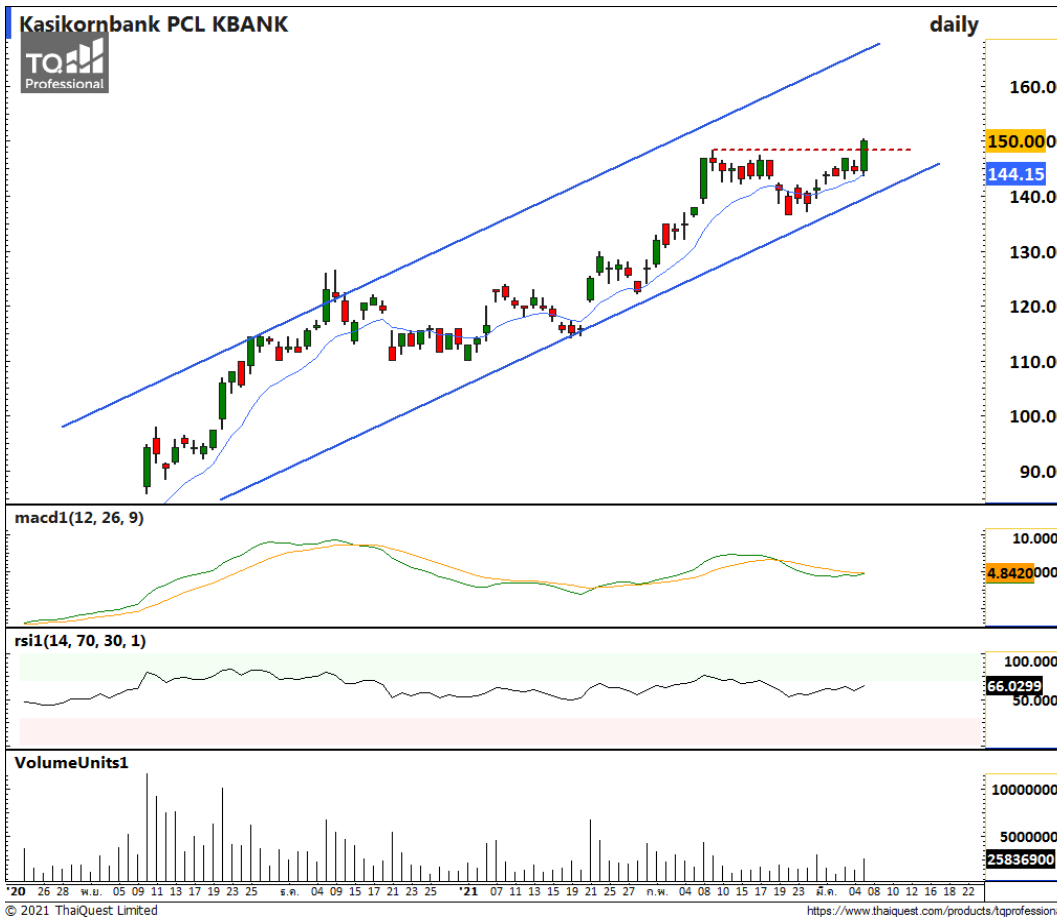 Kasikornbank PCL KBANK daily
TQ
Professional
160.00
150.000
144.15
140.00
130.00
120.00
110.00
100.00
90.00
macd1(12, 26, 9)
10.000
4.8420000
rsi1(14, 70, 30, 1)
100.000
66.0299
50.000
VolumeUnits1
10000000
5000000
25836900
'20 26 28 พ.ย. 05 09 11 13 17 19 23 25 ธ.ค. 04 09 11 15 17 21 23 25 '21 07 11 13 15 19 21 25 27 ก.พ. 04 08 10 15 17 19 23 มี.ค. 04 08 10 12 16 18 22
© 2021 ThaiQuest Limited https://www.thaiquest.com/products/tqprofession